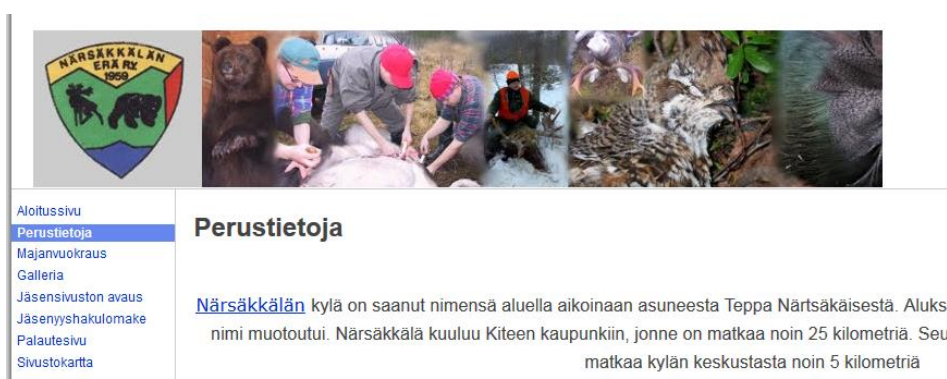 NÄRSÄKKÄLÄN
ERÄ RY.
1959
Aloitussivu
Perustietoja
Majanvuokraus
Galleria
Jäsensivuston avaus
Jäsenyyshakulomake
Palautesivu
Sivustokartta
Perustietoja
Närsäkkälän kylä on saanut nimensä aluella aikoinaan asuneesta Teppa Närtsäkäisestä. Aluks
nimi muotoutui. Närsäkkälä kuuluu Kiteen kaupunkiin, jonne on matkaa noin 25 kilometriä. Seu
matkaa kylän keskustasta noin 5 kilometriä